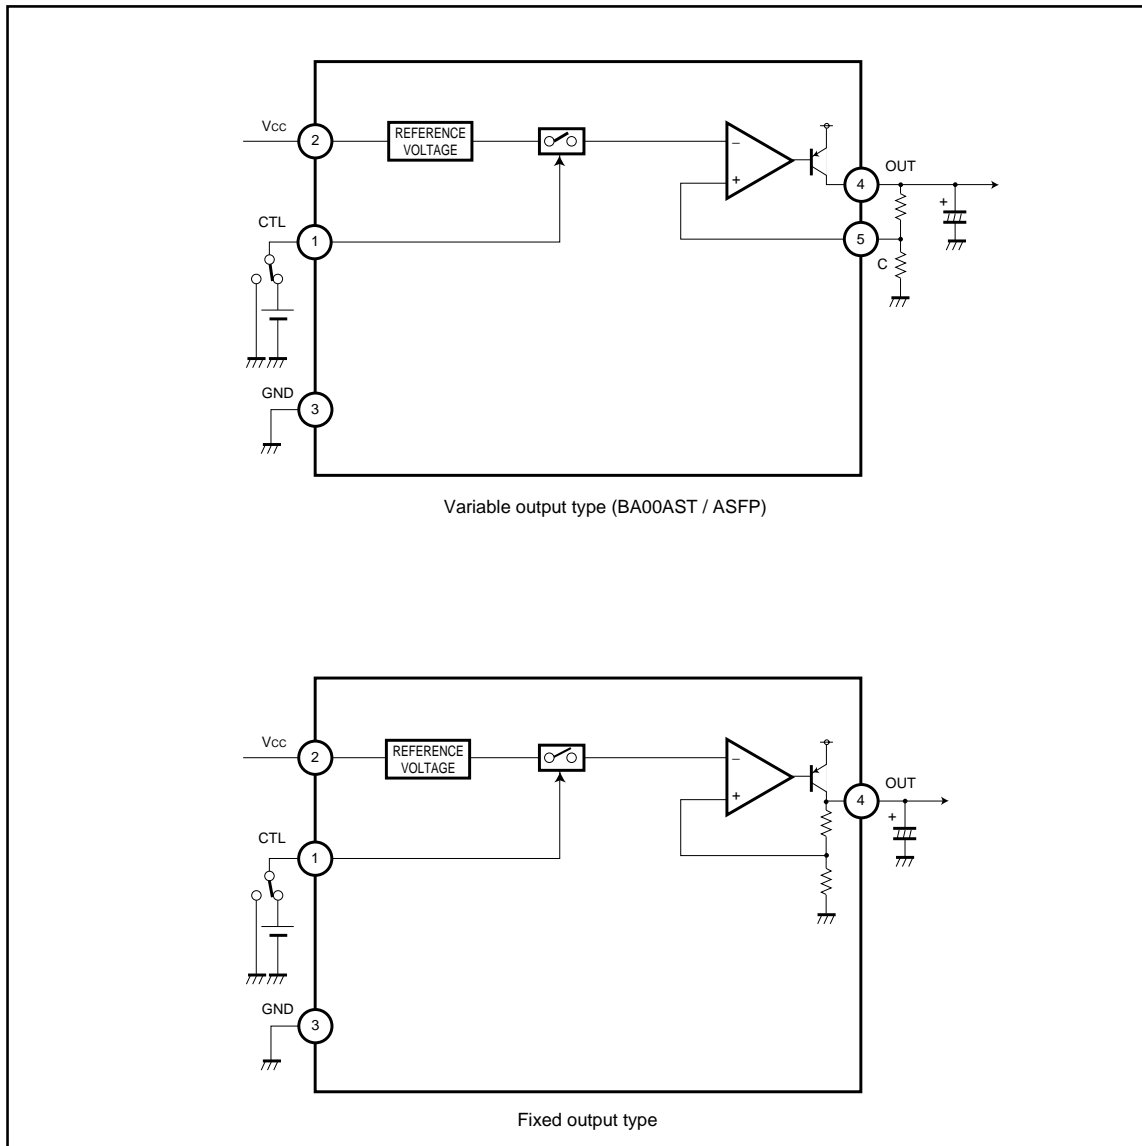 Vcc
2
REFERENCE
VOLTAGE
−
+
OUT
4
+
CTL
1
5
C
GND
3
Variable output type (BA00AST / ASFP)
Vcc
2
REFERENCE
VOLTAGE
−
+
OUT
4
+
CTL
1
GND
3
Fixed output type